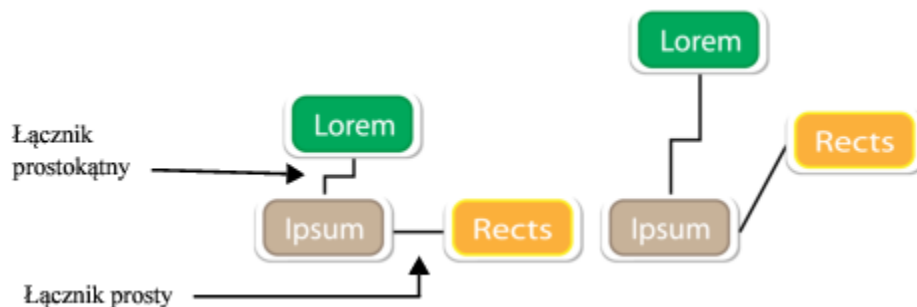 Lorem
Lorem
Łącznik
prostokątny
Rects
Ipsum
Rects
Ipsum
Łącznik prosty